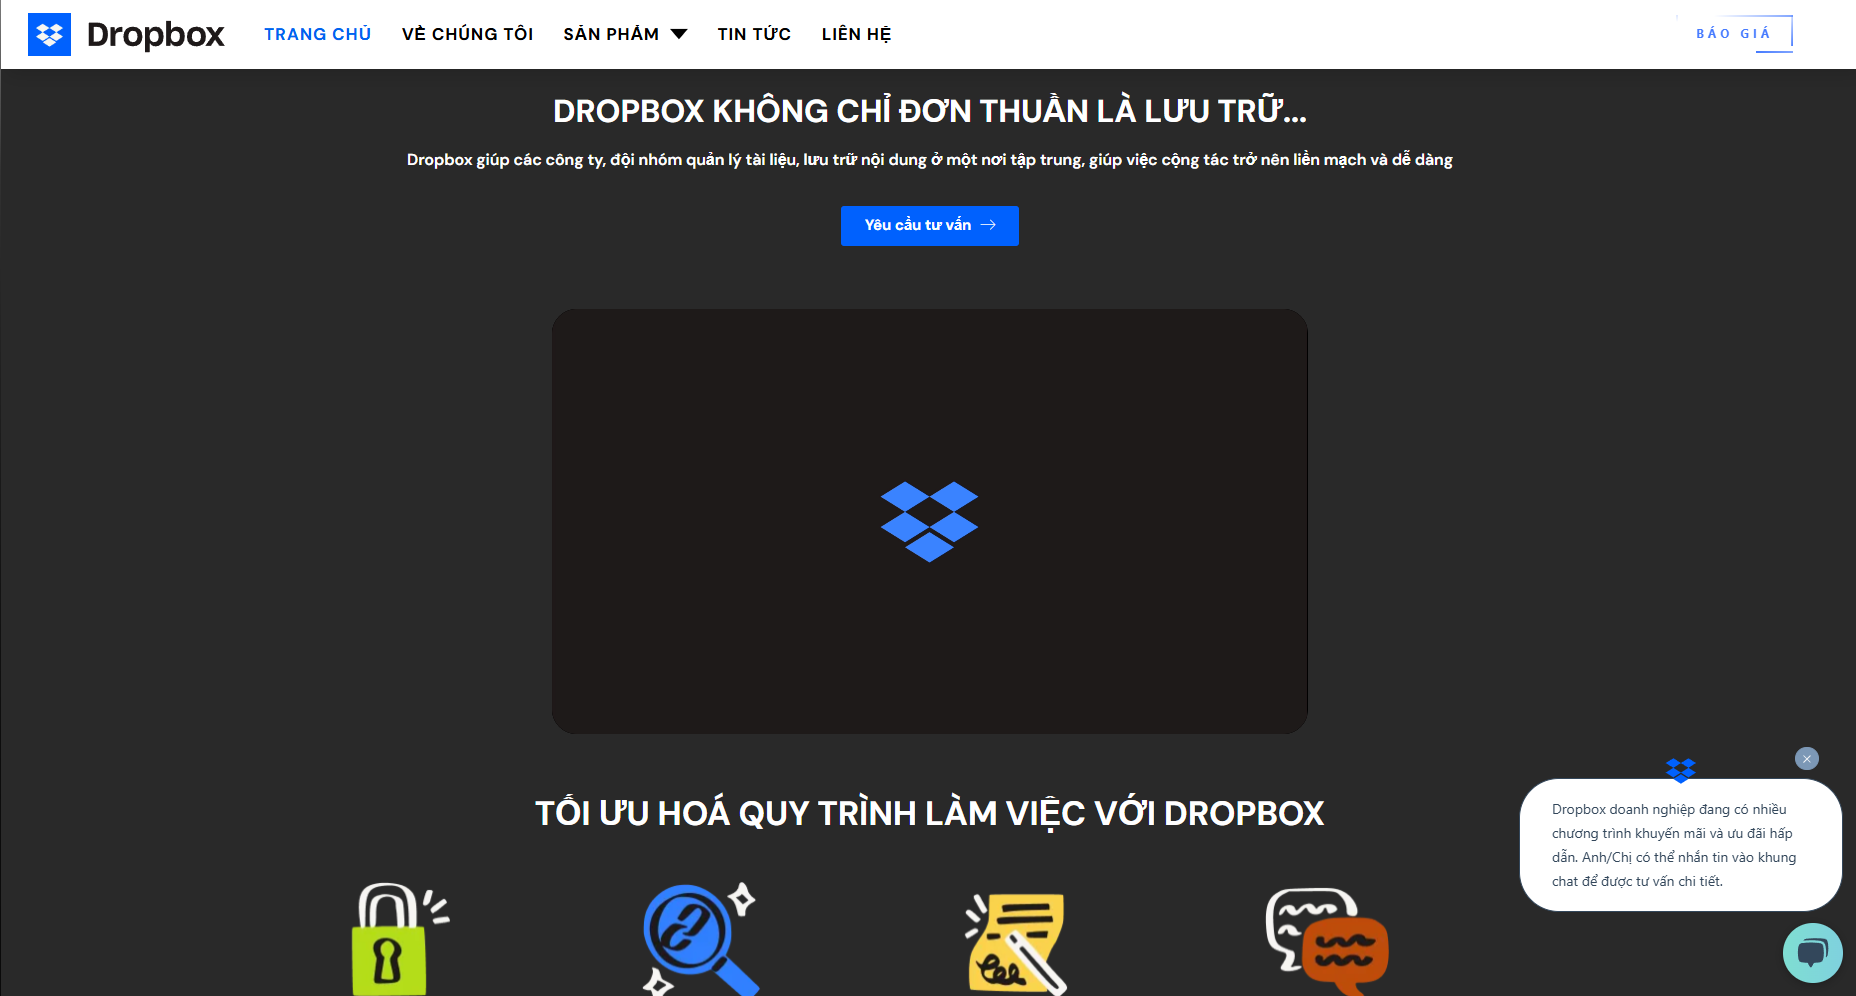 Dropbox
TRANG CHỦ
VỀ CHÚNG TÔI
SẢN PHẨM
TIN TỨC
LIÊN HỆ
BÁO GIÁ
DROPBOX KHÔNG CHỈ ĐƠN THUẦN LÀ LƯU TRỮ...
Dropbox giúp các công ty, đội nhóm quản lý tài liệu, lưu trữ nội dung ở một nơi tập trung, giúp việc cộng tác trở nên liền mạch và dễ dàng
Yêu cầu tư vấn
TỐI ƯU HOÁ QUY TRÌNH LÀM VIỆC VỚI DROPBOX
Dropbox doanh nghiệp đang có nhiều
chương trình khuyến mãi và ưu đãi hấp
dẫn. Anh/Chị có thể nhắn tin vào khung
chat để được tư vấn chi tiết.